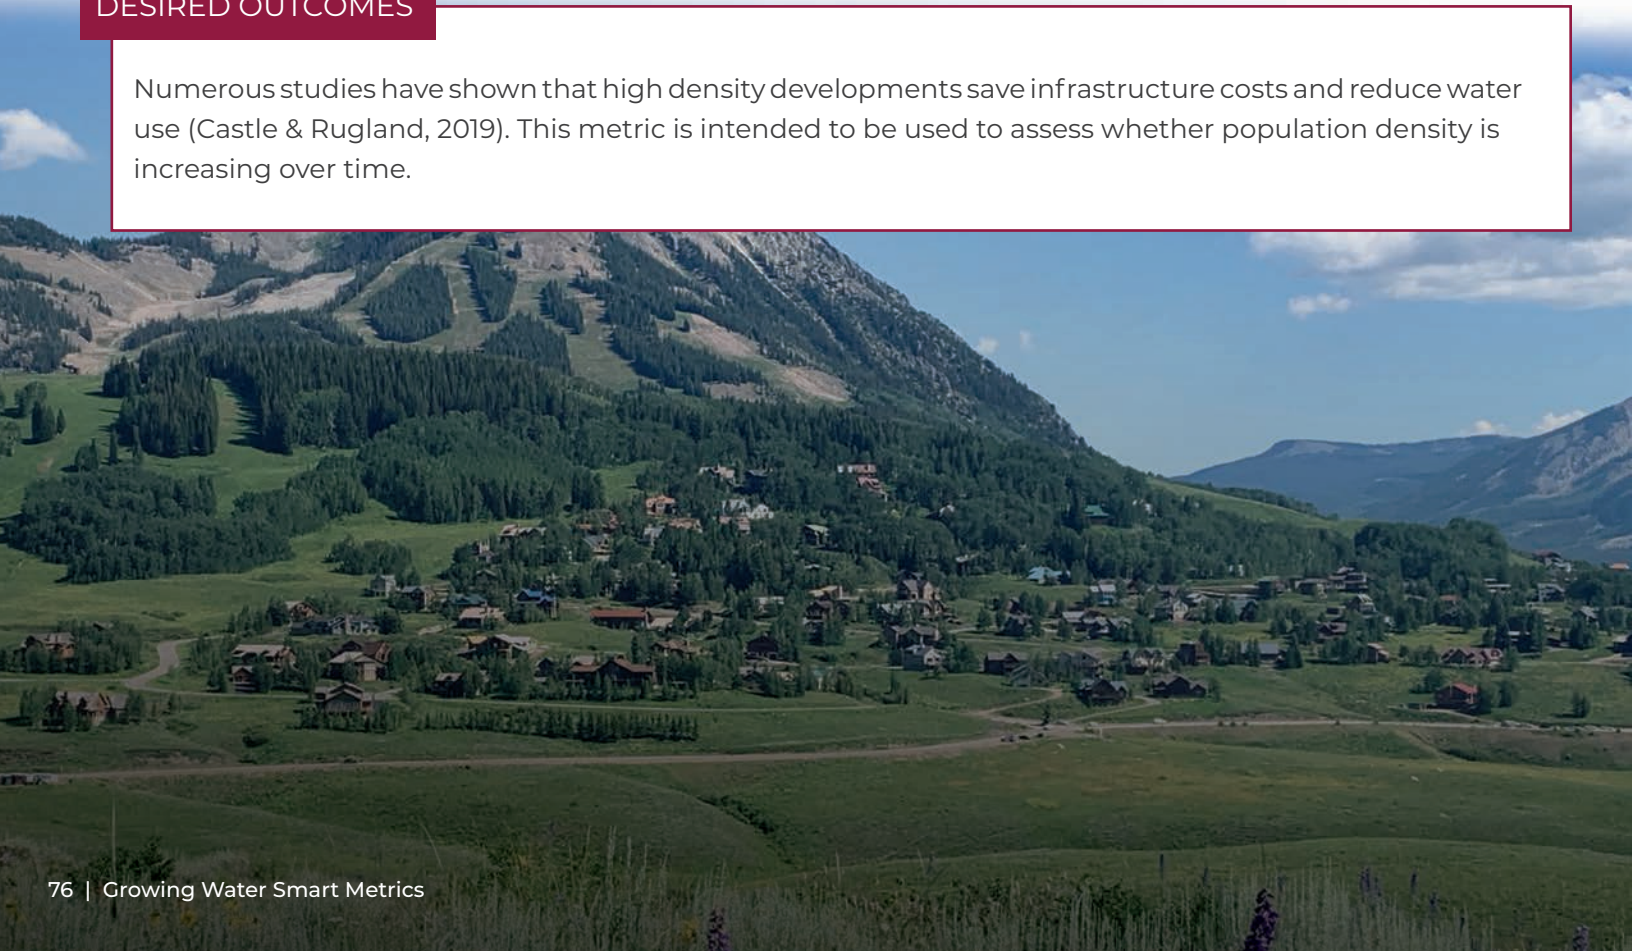 DESIRED OUTCOMES
Numerous studies have shown that high density developments save infrastructure costs and reduce water
use (Castle & Rugland, 2019). This metric is intended to be used to assess whether population density is
increasing over time.
76 | Growing Water Smart Metrics